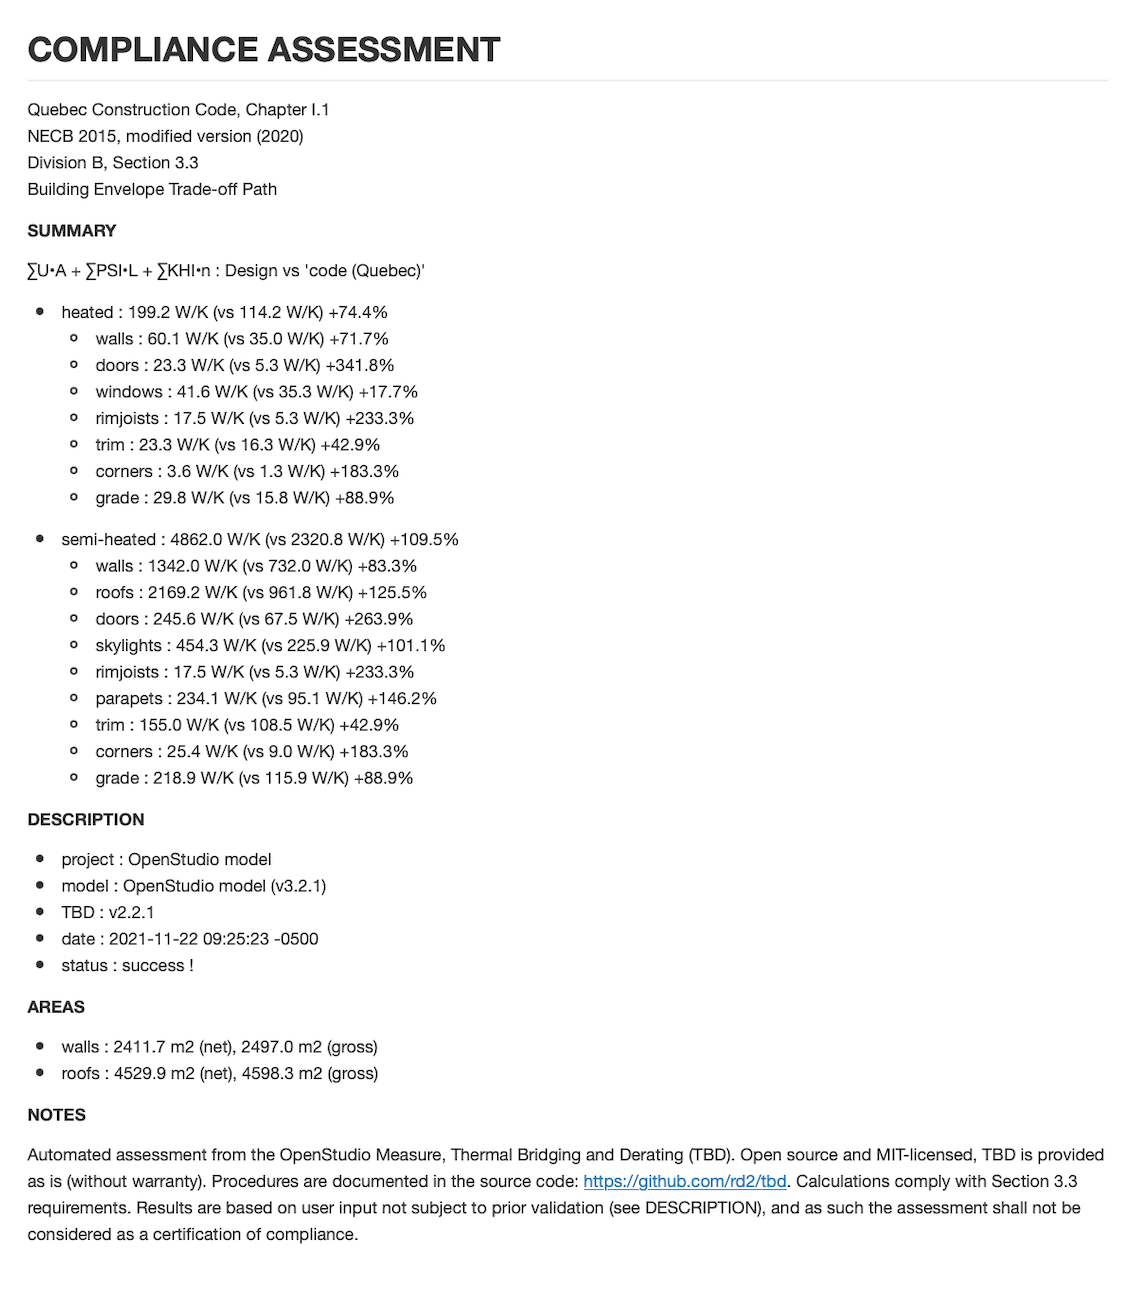 COMPLIANCE ASSESSMENT
Quebec Construction Code, Chapter I.1
NECB 2015, modified version (2020)
Division B, Section 3.3
Building Envelope Trade-off Path
SUMMARY
∑U•A + ∑PSI•L + ∑KHI•n : Design vs 'code (Quebec)'
• heated : 199.2 W/K (vs 114.2 W/K) +74.4%
◦ walls : 60.1 W/K (vs 35.0 W/K) +71.7%
◦ doors : 23.3 W/K (vs 5.3 W/K) +341.8%
◦ windows : 41.6 W/K (vs 35.3 W/K) +17.7%
◦ rimjoists : 17.5 W/K (vs 5.3 W/K) +233.3%
◦ trim : 23.3 W/K (vs 16.3 W/K) +42.9%
◦ corners : 3.6 W/K (vs 1.3 W/K) +183.3%
◦ grade : 29.8 W/K (vs 15.8 W/K) +88.9%
• semi-heated : 4862.0 W/K (vs 2320.8 W/K) +109.5%
◦ walls : 1342.0 W/K (vs 732.0 W/K) +83.3%
◦ roofs : 2169.2 W/K (vs 961.8 W/K) +125.5%
◦ doors : 245.6 W/K (vs 67.5 W/K) +263.9%
◦ skylights : 454.3 W/K (vs 225.9 W/K) +101.1%
◦ rimjoists : 17.5 W/K (vs 5.3 W/K) +233.3%
◦ parapets : 234.1 W/K (vs 95.1 W/K) +146.2%
◦ trim : 155.0 W/K (vs 108.5 W/K) +42.9%
◦ corners : 25.4 W/K (vs 9.0 W/K) +183.3%
◦ grade : 218.9 W/K (vs 115.9 W/K) +88.9%
DESCRIPTION
• project : OpenStudio model
• model : OpenStudio model (v3.2.1)
• TBD : v2.2.1
• date : 2021-11-22 09:25:23 -0500
• status : success !
AREAS
• walls : 2411.7 m2 (net), 2497.0 m2 (gross)
• roofs : 4529.9 m2 (net), 4598.3 m2 (gross)
NOTES
Automated assessment from the OpenStudio Measure, Thermal Bridging and Derating (TBD). Open source and MIT-licensed, TBD is provided
as is (without warranty). Procedures are documented in the source code: https://github.com/rd2/tbd. Calculations comply with Section 3.3
requirements. Results are based on user input not subject to prior validation (see DESCRIPTION), and as such the assessment shall not be
considered as a certification of compliance.